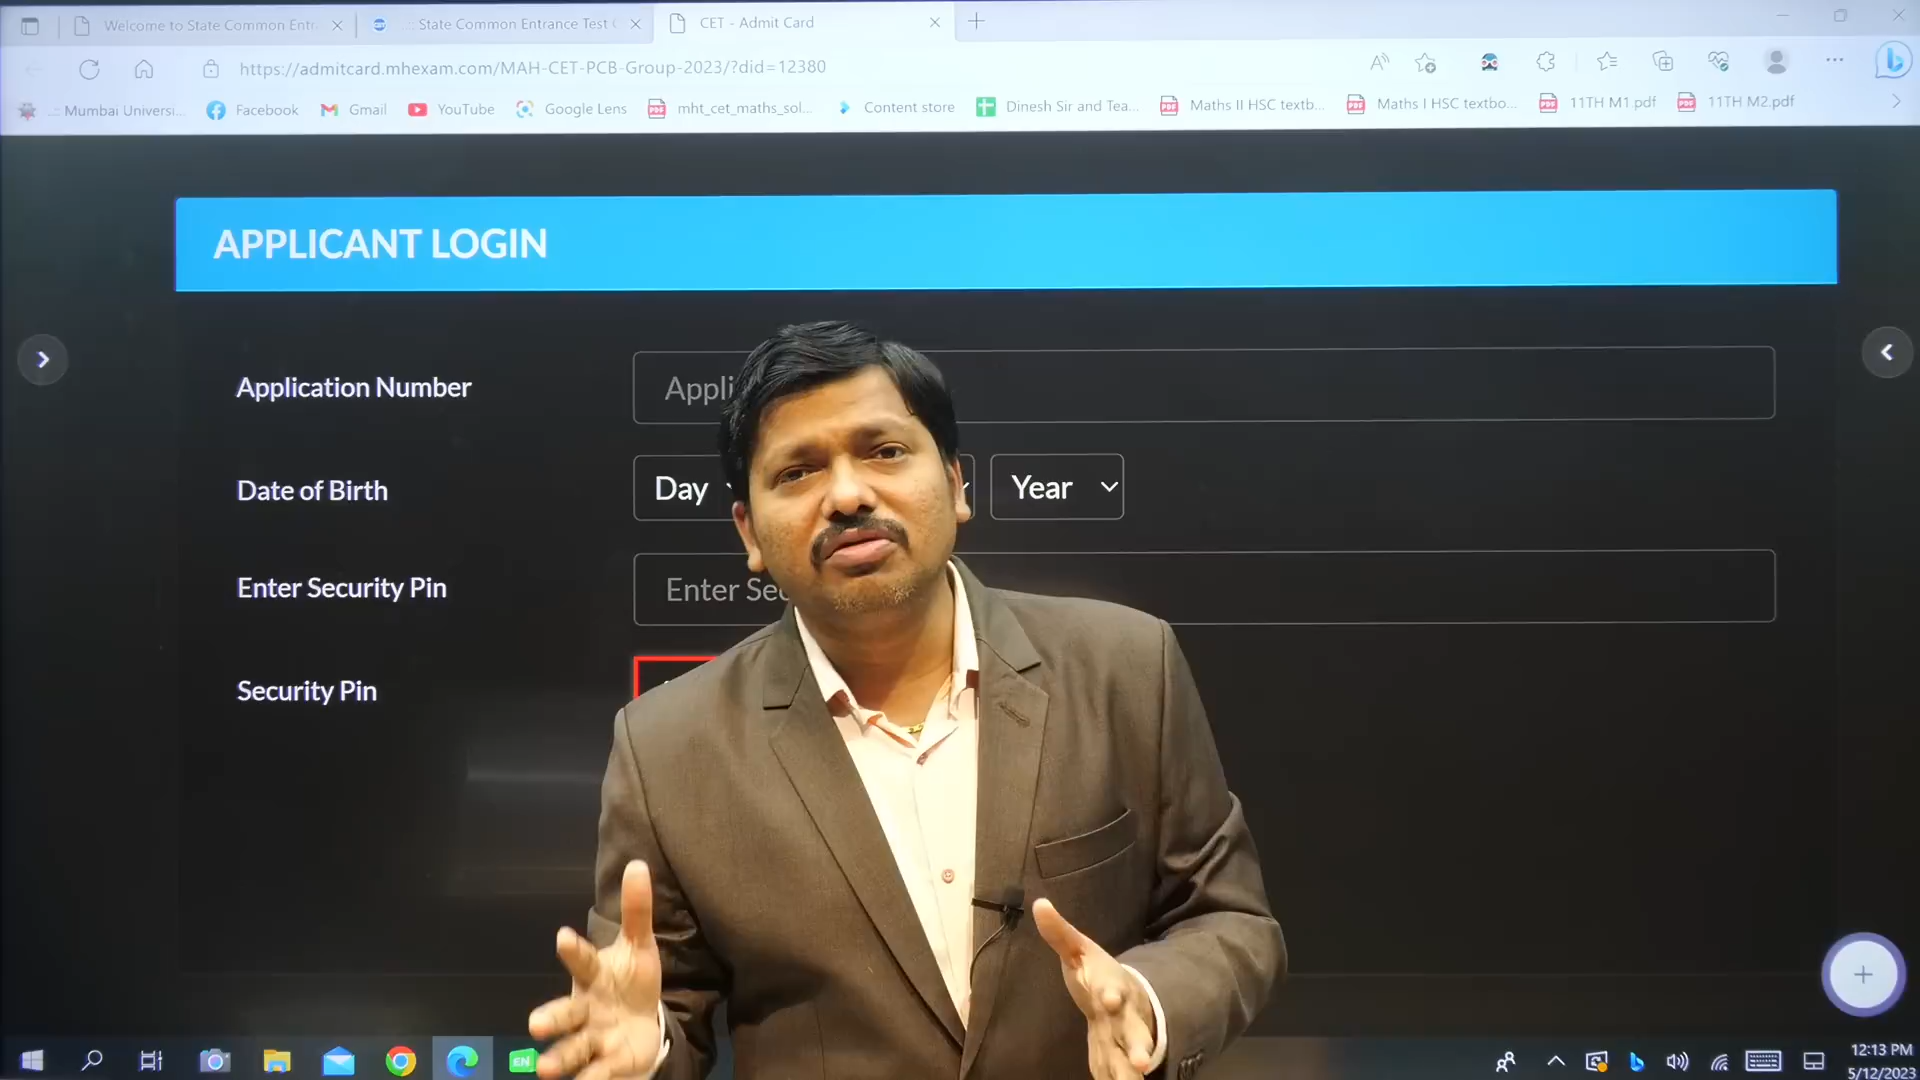 Welcome to State Common Entr
State Common Entrance Test C
CET - Admit Card
https://admitcard.mhexam.com/MAH-CET-PCB-Group-2023/?did=12380
Mumbai Universi...
Facebook
Gmail
YouTube
Google Lens
mht_cet_maths_sol...
Content store
Dinesh Sir and Tea...
Maths II HSC textb...
Maths I HSC textbo...
11TH M1.pdf
11TH M2.pdf
APPLICANT LOGIN
Application Number
Appli
Date of Birth
Day
Year
Enter Security Pin
Enter Sec
Security Pin
EN
12:13 PM
5/12/2023